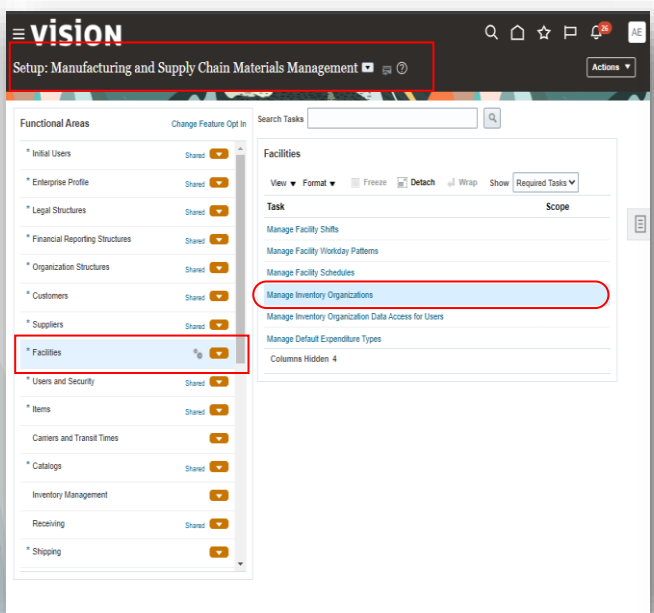 ≡ VISION
26
AE
Setup: Manufacturing and Supply Chain Materials Management
Actions ▼
Functional Areas
Change Feature Opt In
Search Tasks
* Initial Users Shared
* Enterprise Profile Shared
* Legal Structures Shared
* Financial Reporting Structures Shared
* Organization Structures Shared
* Customers Shared
* Suppliers Shared
* Facilities
* Users and Security Shared
* Items Shared
Carriers and Transit Times
* Catalogs Shared
Inventory Management
Receiving Shared
* Shipping
Facilities
View ▼ Format ▼ Freeze Detach Wrap Show Required Tasks
Task Scope
Manage Facility Shifts
Manage Facility Workday Patterns
Manage Facility Schedules
Manage Inventory Organizations
Manage Inventory Organization Data Access for Users
Manage Default Expenditure Types
Columns Hidden 4